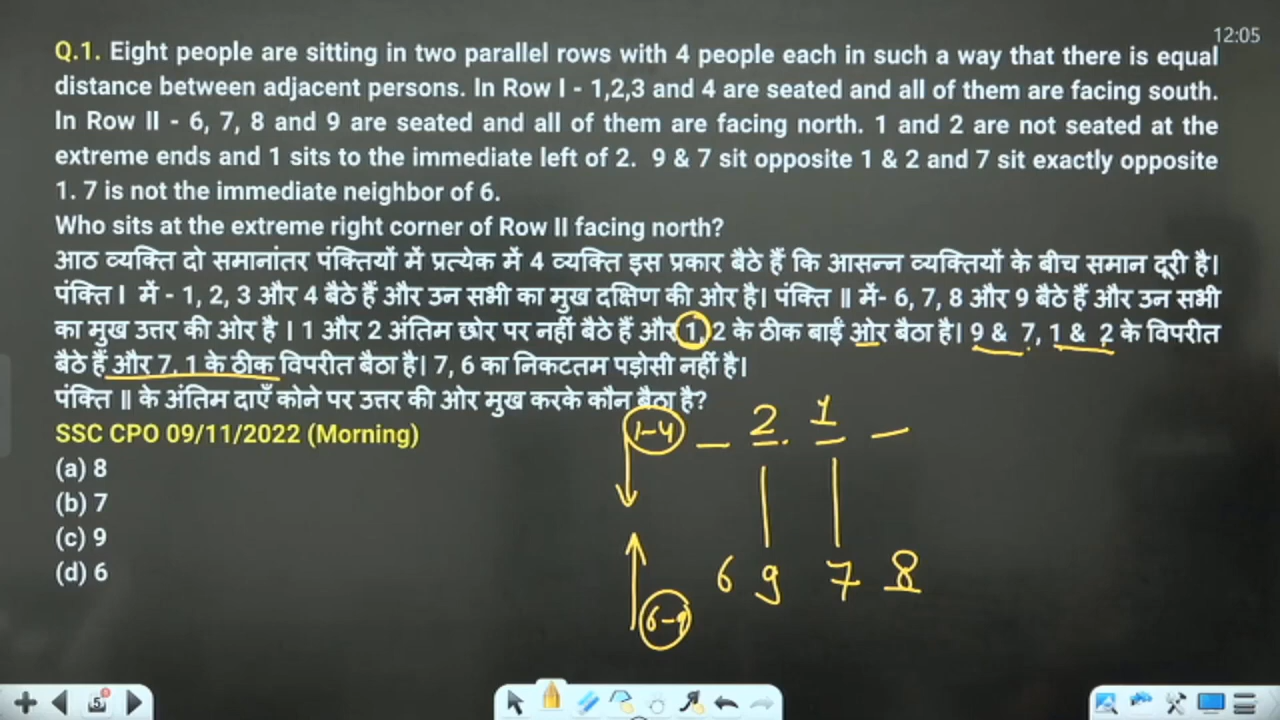 12:05
Q.1. Eight people are sitting in two parallel rows with 4 people each in such a way that there is equal
distance between adjacent persons. In Row I - 1,2,3 and 4 are seated and all of them are facing south.
In Row II - 6, 7, 8 and 9 are seated and all of them are facing north. 1 and 2 are not seated at the
extreme ends and 1 sits to the immediate left of 2. 9 & 7 sit opposite 1 & 2 and 7 sit exactly opposite
1. 7 is not the immediate neighbor of 6.
Who sits at the extreme right corner of Row II facing north?
आठ व्यक्ति दो समानांतर पंक्तियों में प्रत्येक में 4 व्यक्ति इस प्रकार बैठे हैं कि आसन्न व्यक्तियों के बीच समान दूरी है।
पंक्ति I में - 1, 2, 3 और 4 बैठे हैं और उन सभी का मुख दक्षिण की ओर है। पंक्ति II में- 6, 7, 8 और 9 बैठे हैं और उन सभी
का मुख उत्तर की ओर है । 1 और 2 अंतिम छोर पर नहीं बैठे हैं और 1, 2 के ठीक बाईं ओर बैठा है। 9 & 7, 1 & 2 के विपरीत
बैठे हैं और 7, 1 के ठीक विपरीत बैठा है। 7, 6 का निकटतम पड़ोसी नहीं है।
पंक्ति II के अंतिम दाएँ कोने पर उत्तर की ओर मुख करके कौन बैठा है?
SSC CPO 09/11/2022 (Morning)
(a) 8
(b) 7
(c) 9
(d) 6
1-4 2 1
6 9 7 8
6-9
5